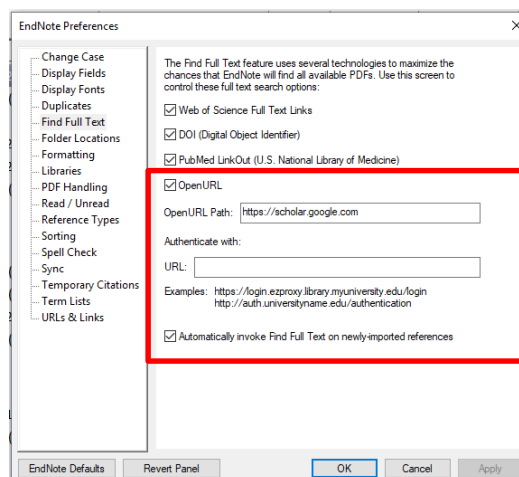 EndNote Preferences
Change Case
Display Fields
Display Fonts
Duplicates
Find Full Text
Folder Locations
Formatting
Libraries
PDF Handling
Read / Unread
Reference Types
Sorting
Spell Check
Sync
Temporary Citations
Term Lists
URLs & Links
The Find Full Text feature uses several technologies to maximize the
chances that EndNote will find all available PDFs. Use this screen to
control these full text search options:
Web of Science Full Text Links
DOI (Digital Object Identifier)
PubMed LinkOut (U.S. National Library of Medicine)
OpenURL
OpenURL Path: https://scholar.google.com
Authenticate with:
URL:
Examples: https://login.ezproxy.library.myuniversity.edu/login
http://auth.universityname.edu/authentication
Automatically invoke Find Full Text on newly-imported references
EndNote Defaults Revert Panel OK Cancel Apply